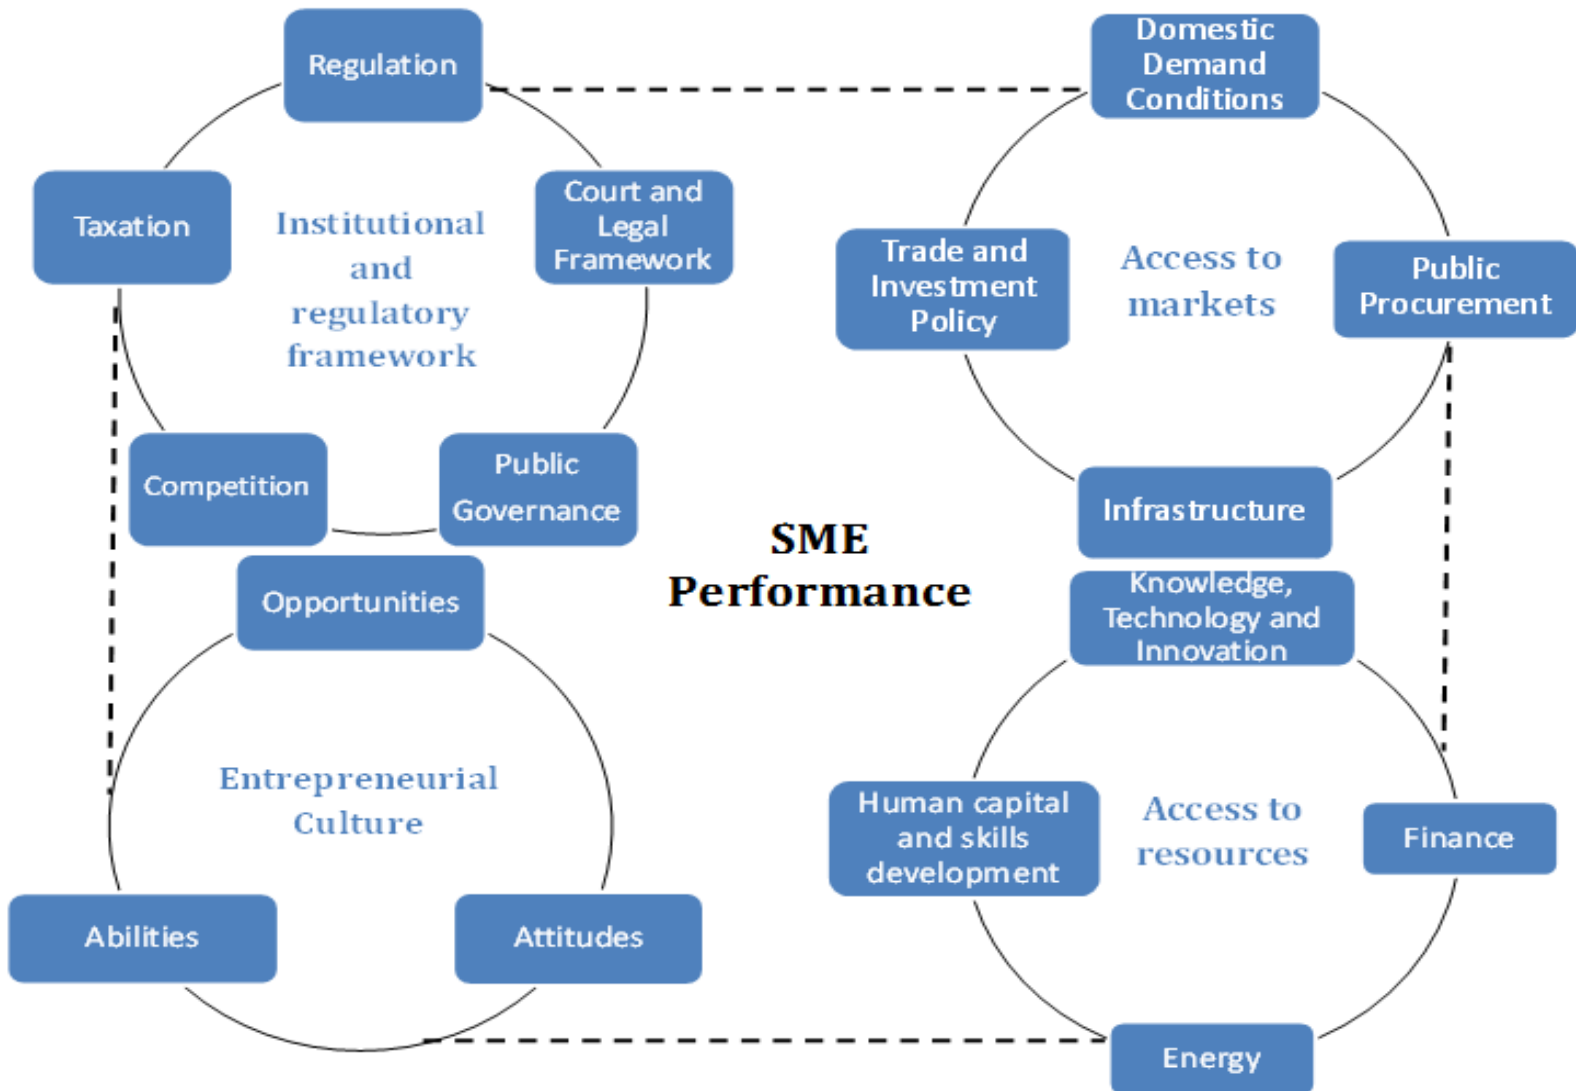 Regulation
Taxation
Court and
Legal
Framework
Institutional
and
regulatory
framework
Competition
Public
Governance
Domestic
Demand
Conditions
Trade and
Investment
Policy
Access to
markets
Public
Procurement
Infrastructure
SME
Performance
Opportunities
Entrepreneurial
Culture
Abilities
Attitudes
Knowledge,
Technology and
Innovation
Human capital
and skills
development
Access to
resources
Finance
Energy